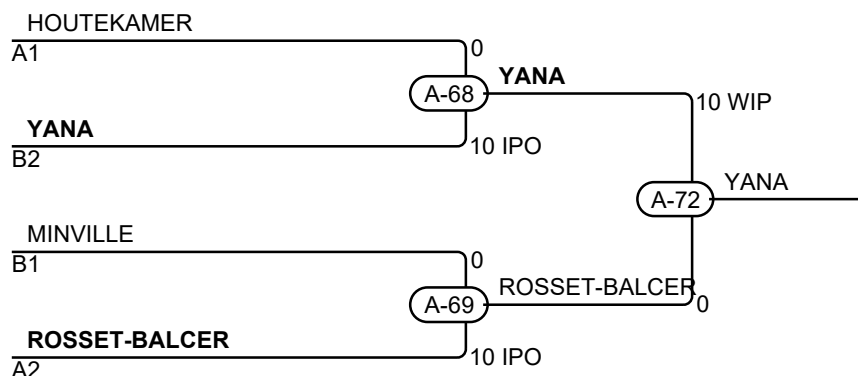 HOUTEKAMER
A1
0
A-68
YANA
YANA
B2
10 IPO
10 WIP
A-72
YANA
MINVILLE
B1
0
A-69
ROSSET-BALCER
0
ROSSET-BALCER
A2
10 IPO